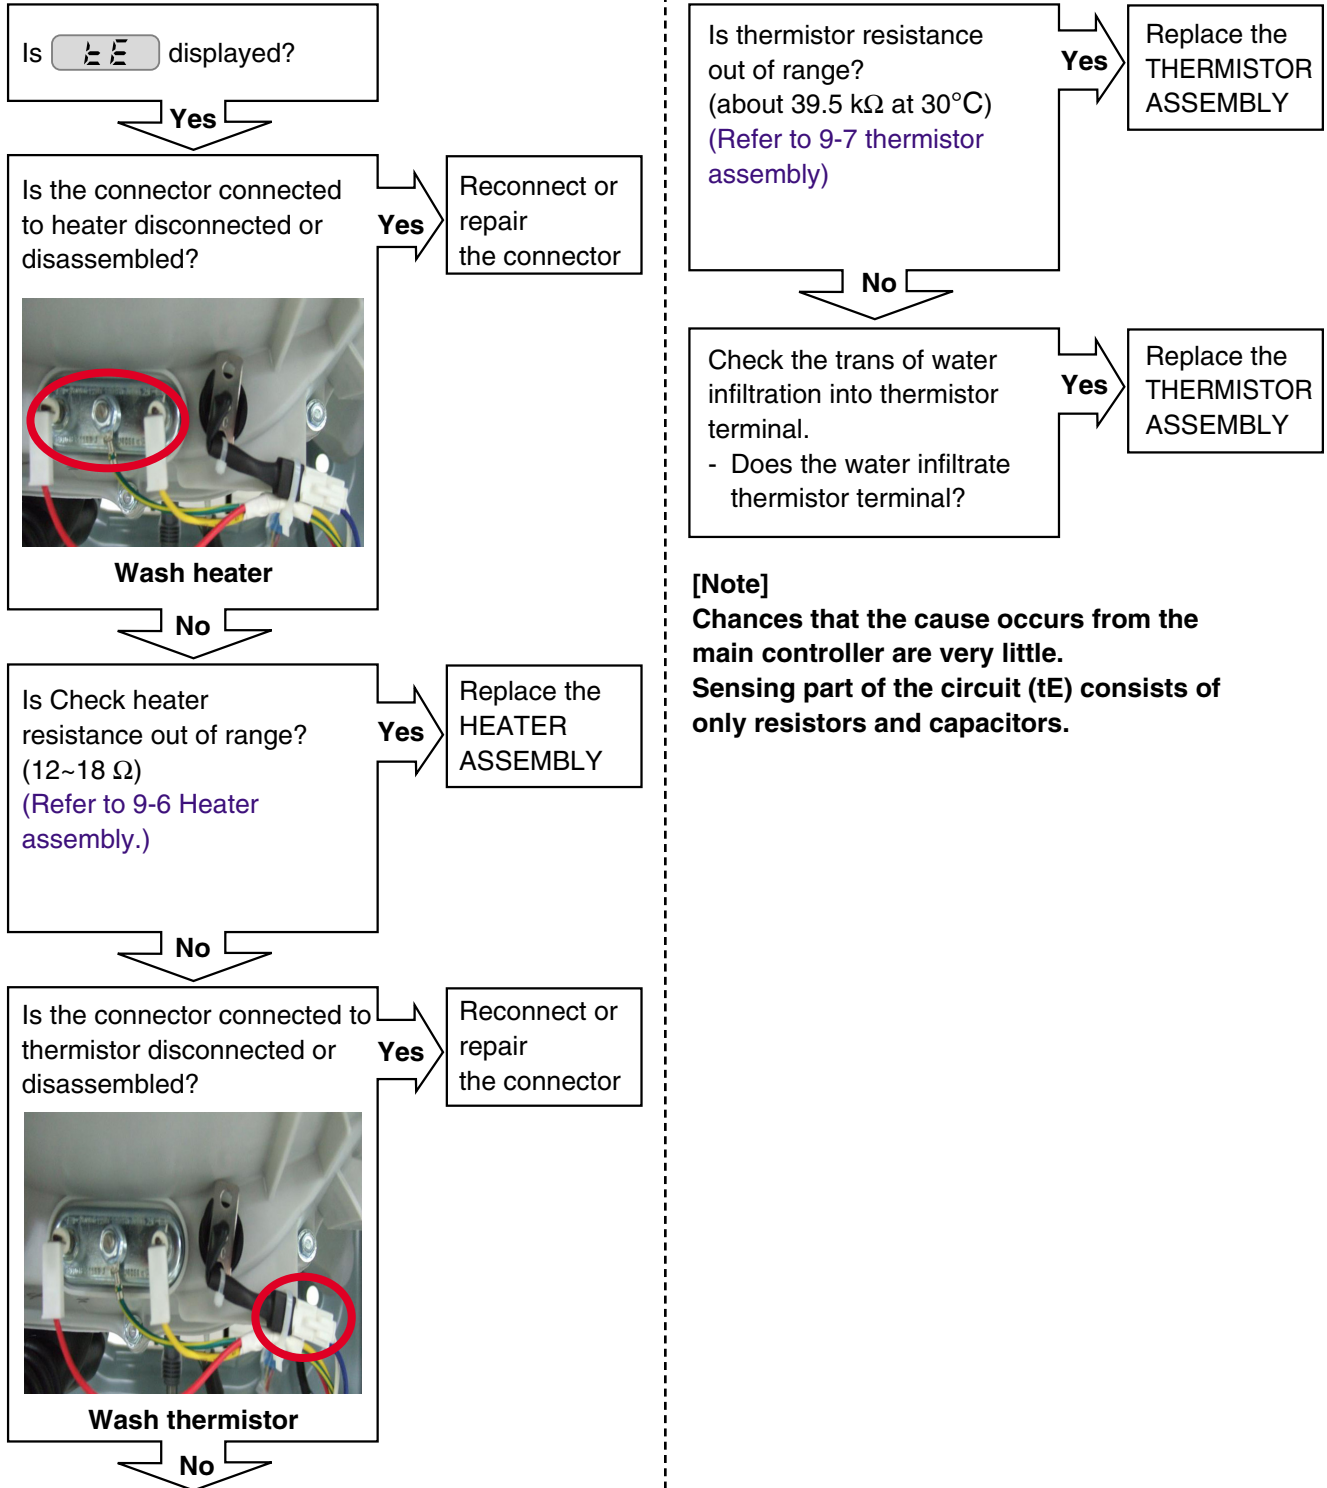 Is tE displayed?
Yes
Is the connector connected
to heater disconnected or
disassembled?
Yes
Reconnect or
repair
the connector
Wash heater
No
Is Check heater
resistance out of range?
(12~18 Ω)
(Refer to 9-6 Heater
assembly.)
Yes
Replace the
HEATER
ASSEMBLY
No
Is the connector connected to
thermistor disconnected or
disassembled?
Yes
Reconnect or
repair
the connector
Wash thermistor
No
Is thermistor resistance
out of range?
(about 39.5 kΩ at 30°C)
(Refer to 9-7 thermistor
assembly)
Yes
Replace the
THERMISTOR
ASSEMBLY
No
Check the trans of water
infiltration into thermistor
terminal.
- Does the water infiltrate
thermistor terminal?
Yes
Replace the
THERMISTOR
ASSEMBLY
[Note]
Chances that the cause occurs from the
main controller are very little.
Sensing part of the circuit (tE) consists of
only resistors and capacitors.